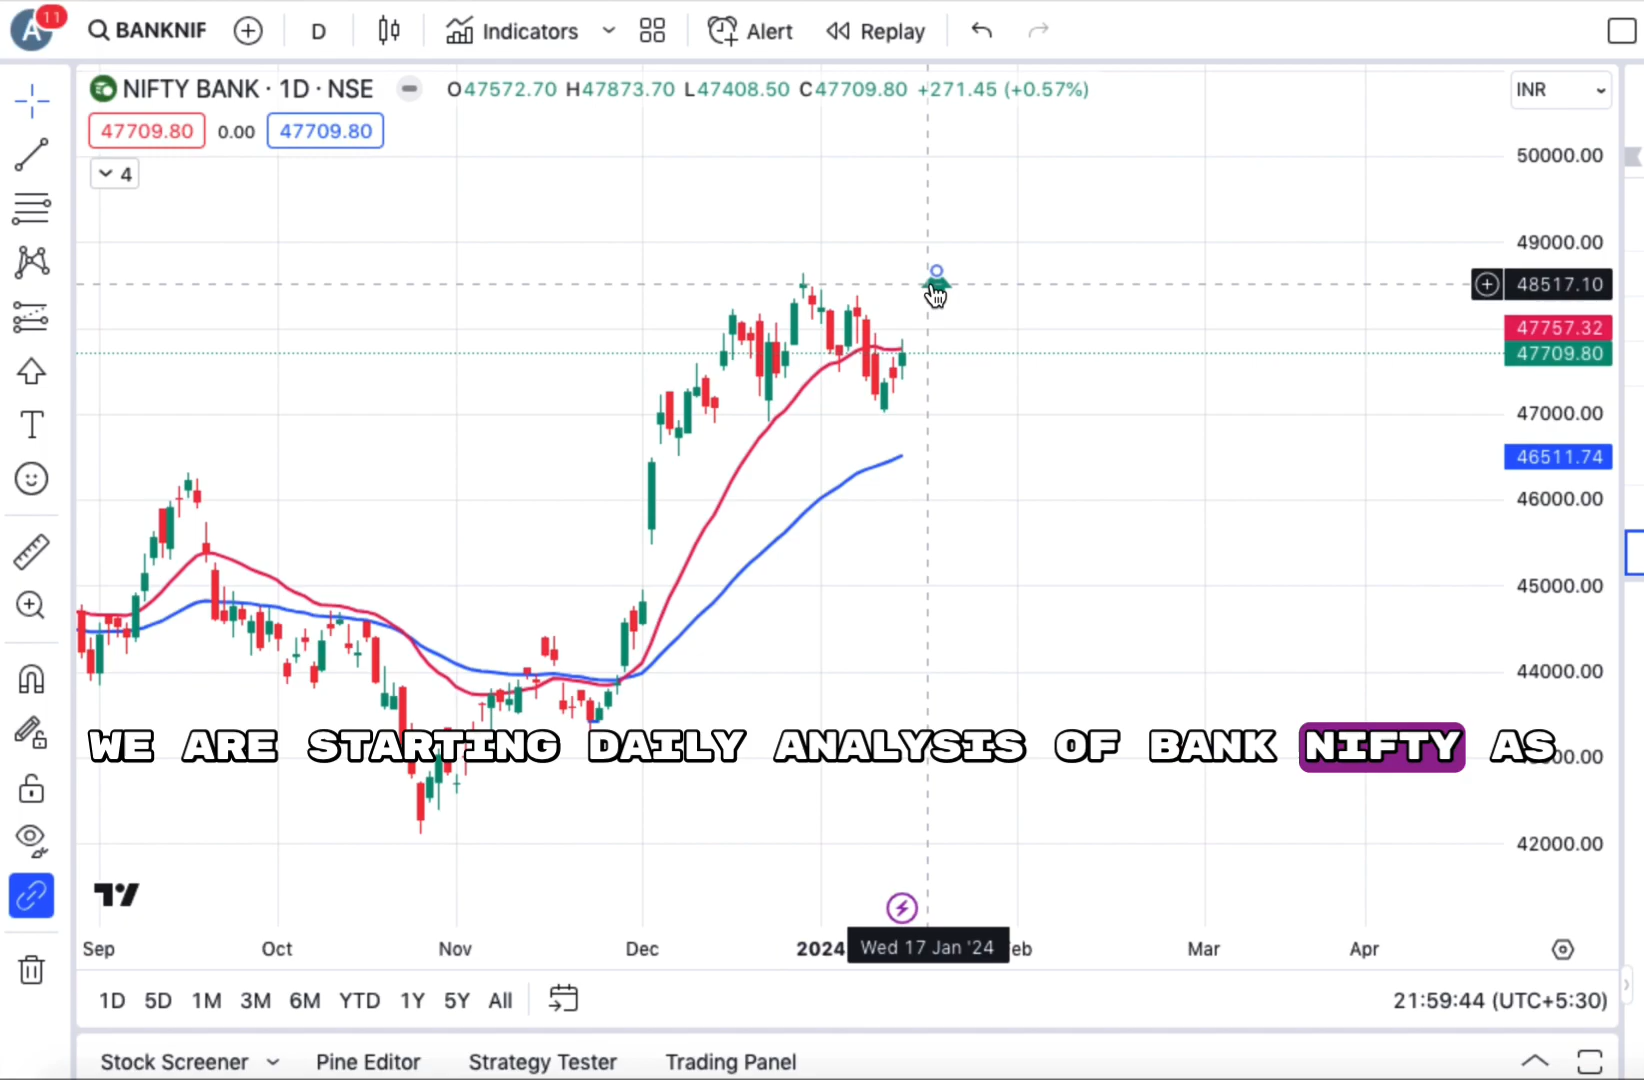 A 11 BANKNIF D Indicators Alert Replay
NIFTY BANK · 1D · NSE O47572.70 H47873.70 L47408.50 C47709.80 +271.45 (+0.57%) INR
47709.80 0.00 47709.80
4
50000.00
49000.00
48517.10
47757.32
47709.80
47000.00
46511.74
46000.00
45000.00
44000.00
WE ARE STARTING DAILY ANALYSIS OF BANK NIFTY AS
42000.00
Sep Oct Nov Dec 2024 Wed 17 Jan '24 eb Mar Apr
1D 5D 1M 3M 6M YTD 1Y 5Y All 21:59:44 (UTC+5:30)
Stock Screener Pine Editor Strategy Tester Trading Panel